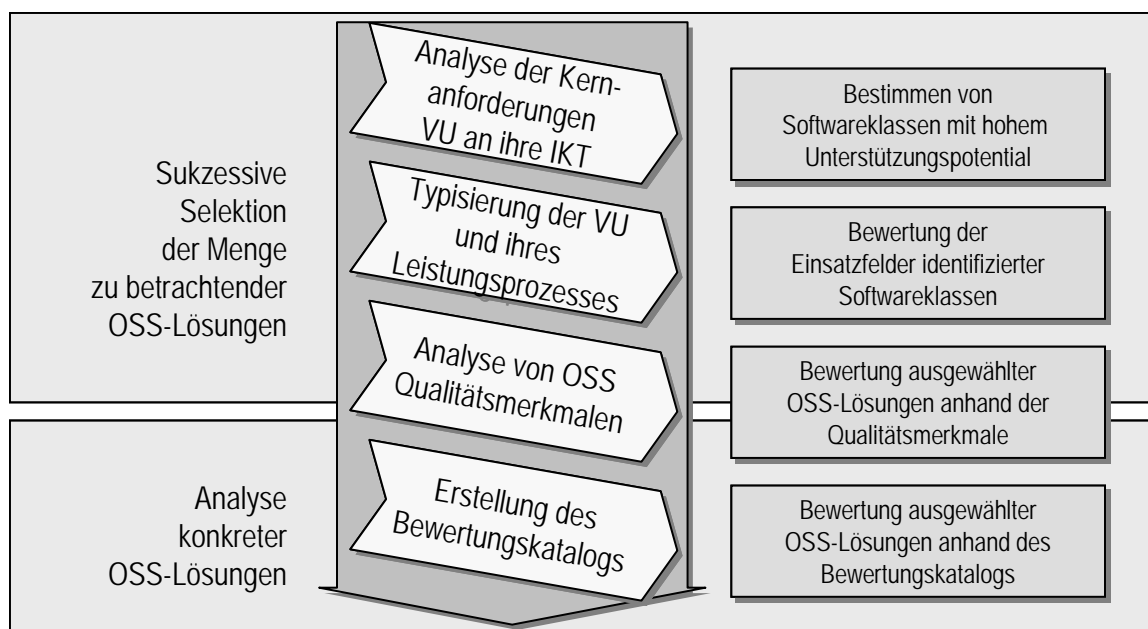 Sukzessive
Selektion
der Menge
zu betrachtender
OSS-Lösungen
Analyse der Kern-
anforderungen
VU an ihre IKT
Bestimmen von
Softwareklassen mit hohem
Unterstützungspotential
Typisierung der VU
und ihres
Leistungsprozesses
Bewertung der
Einsatzfelder identifizierter
Softwareklassen
Analyse von OSS
Qualitätsmerkmalen
Bewertung ausgewählter
OSS-Lösungen anhand der
Qualitätsmerkmale
Analyse
konkreter
OSS-Lösungen
Erstellung des
Bewertungskatalogs
Bewertung ausgewählter
OSS-Lösungen anhand des
Bewertungskatalogs